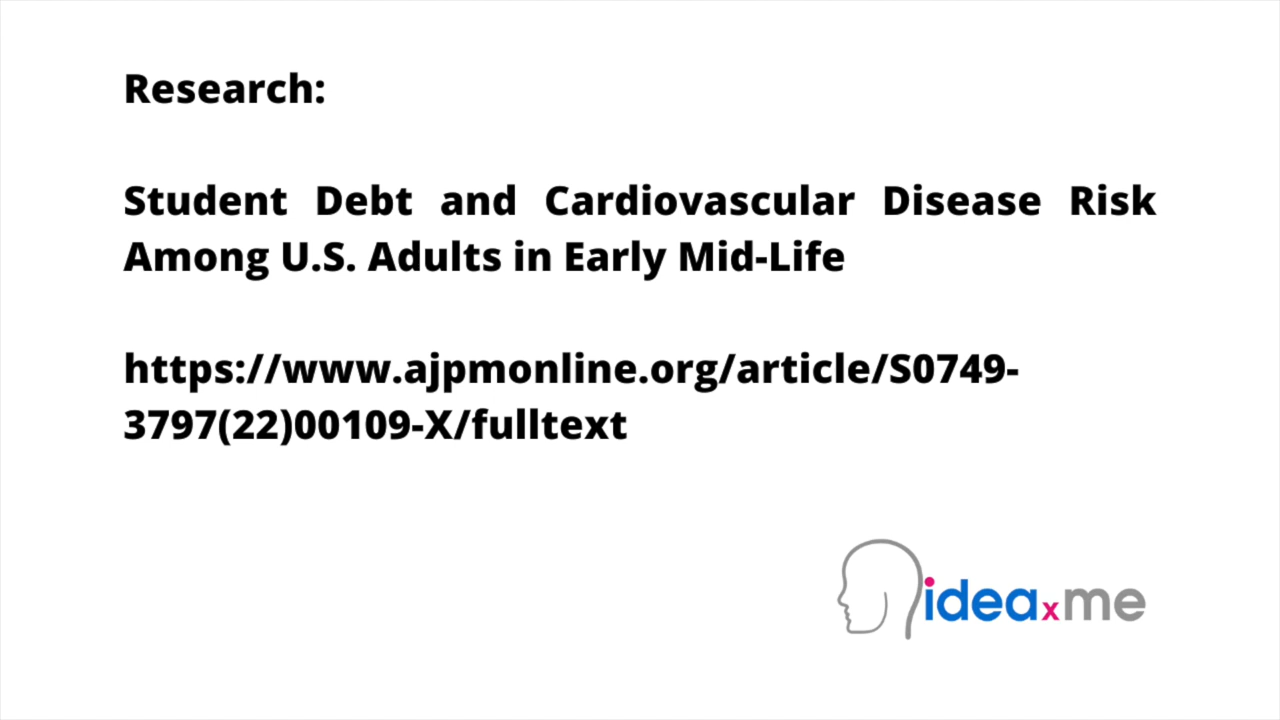 Research:
Student Debt and Cardiovascular Disease Risk
Among U.S. Adults in Early Mid-Life
https://www.ajpmonline.org/article/S0749-
3797(22)00109-X/fulltext
ideaxme